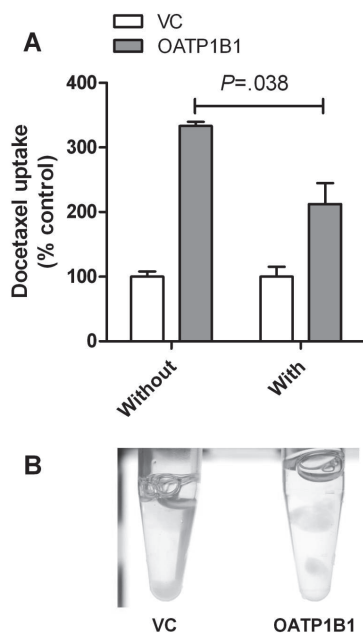 VC
OATP1B1
A
P=.038
Docetaxel uptake
(% control)
400
300
200
100
0
Without
With
B
VC
OATP1B1